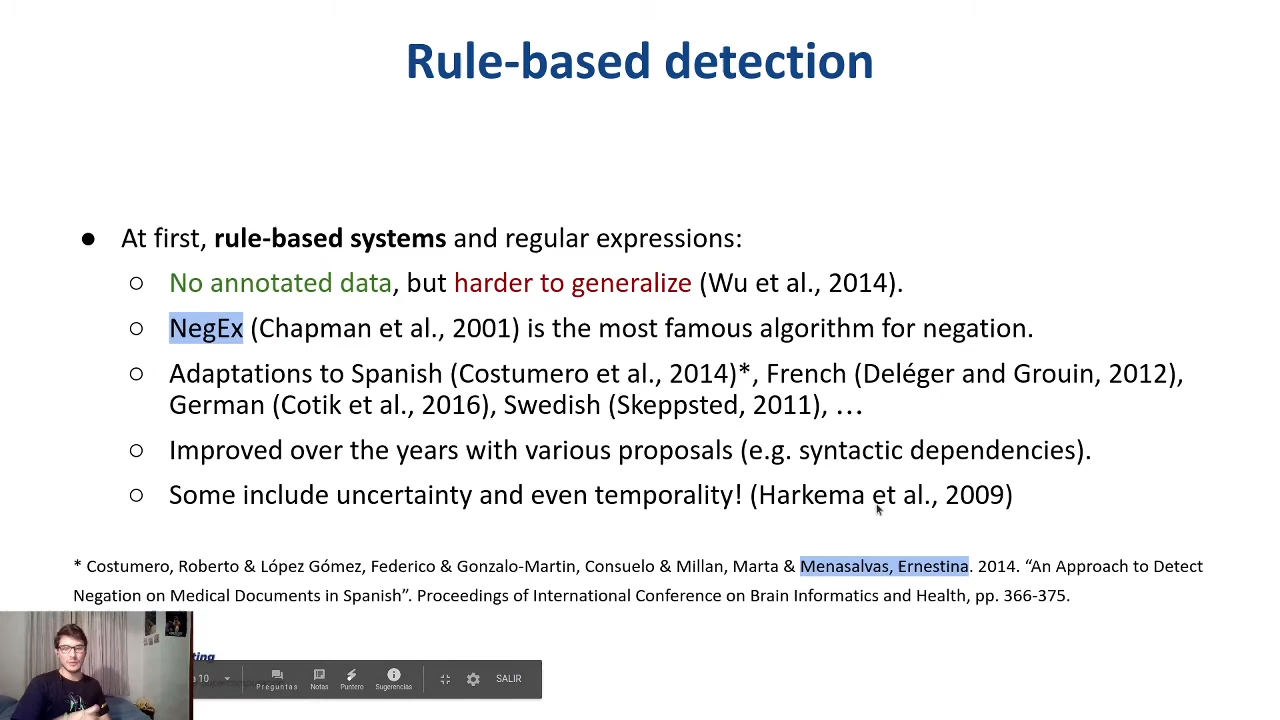 Rule-based detection
● At first, rule-based systems and regular expressions:
○ No annotated data, but harder to generalize (Wu et al., 2014).
○ NegEx (Chapman et al., 2001) is the most famous algorithm for negation.
○ Adaptations to Spanish (Costumero et al., 2014)*, French (Deléger and Grouin, 2012),
German (Cotik et al., 2016), Swedish (Skeppsted, 2011), …
○ Improved over the years with various proposals (e.g. syntactic dependencies).
○ Some include uncertainty and even temporality! (Harkema et al., 2009)
* Costumero, Roberto & López Gómez, Federico & Gonzalo-Martin, Consuelo & Millan, Marta & Menasalvas, Ernestina. 2014. “An Approach to Detect
Negation on Medical Documents in Spanish”. Proceedings of International Conference on Brain Informatics and Health, pp. 366-375.
10
Preguntas Notas Puntero Sugerencias SALIR